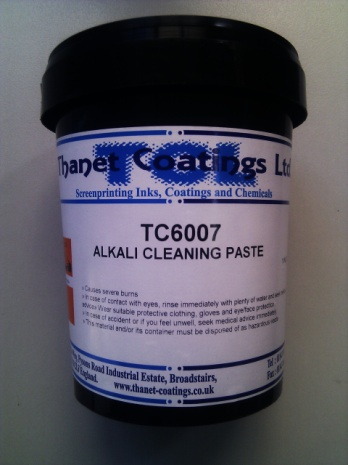 TCL
Thanet Coatings Ltd
Screenprinting Inks, Coatings and Chemicals
TC6007
ALKALI CLEANING PASTE
Causes severe burns
In case of contact with eyes, rinse immediately with plenty of water and
Wear suitable protective clothing, gloves and eye/face protection.
In case of accident or if you feel unwell, seek medical advice immediately
This material and/or its container must be disposed of as hazardous waste
Road Industrial Estate, Broadstairs, Tel :
England. Fax :
www.thanet-coatings.co.uk